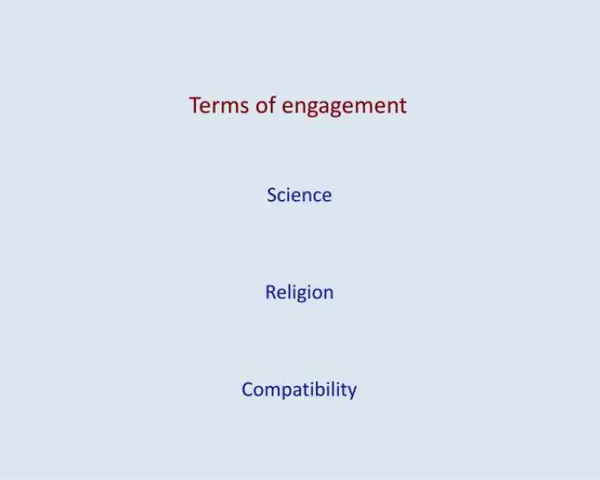 Terms of engagement
Science
Religion
Compatibility